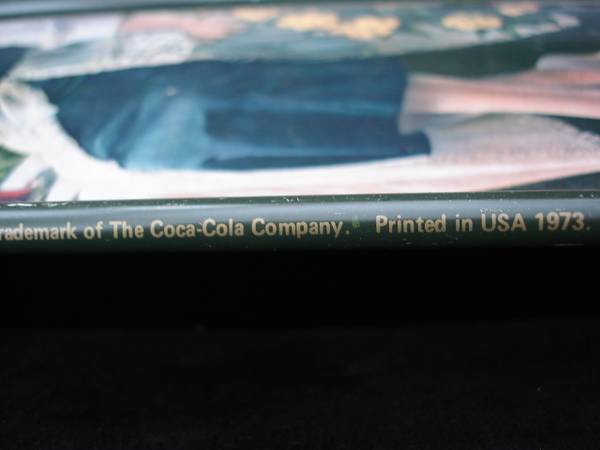 rademark of The Coca-Cola Company. Printed in USA 1973.